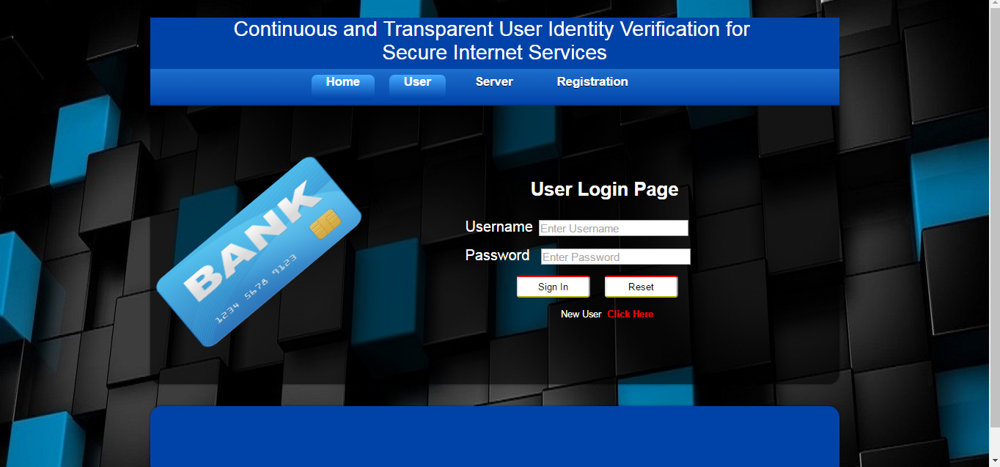 Continuous and Transparent User Identity Verification for
Secure Internet Services
Home User Server Registration
BANK
1234 5678 9123
User Login Page
Username Enter Username
Password Enter Password
Sign In Reset
New User Click Here